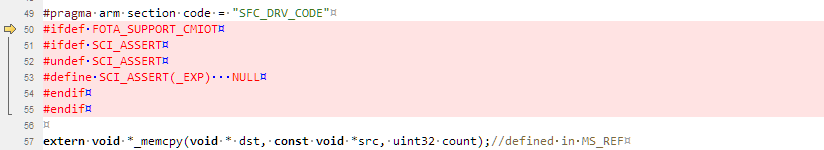 49 #pragma·arm·section·code·=·"SFC_DRV_CODE"¤
50 #ifdef·FOTA_SUPPORT_CMIOT¤
51 #ifdef·SCI_ASSERT¤
52 #undef·SCI_ASSERT¤
53 #define·SCI_ASSERT(_EXP)···NULL¤
54 #endif¤
55 #endif¤
56 ¤
57 extern·void·*_memcpy(void·*·dst,·const·void·*src,·uint32·count);//defined·in·MS_REF¤